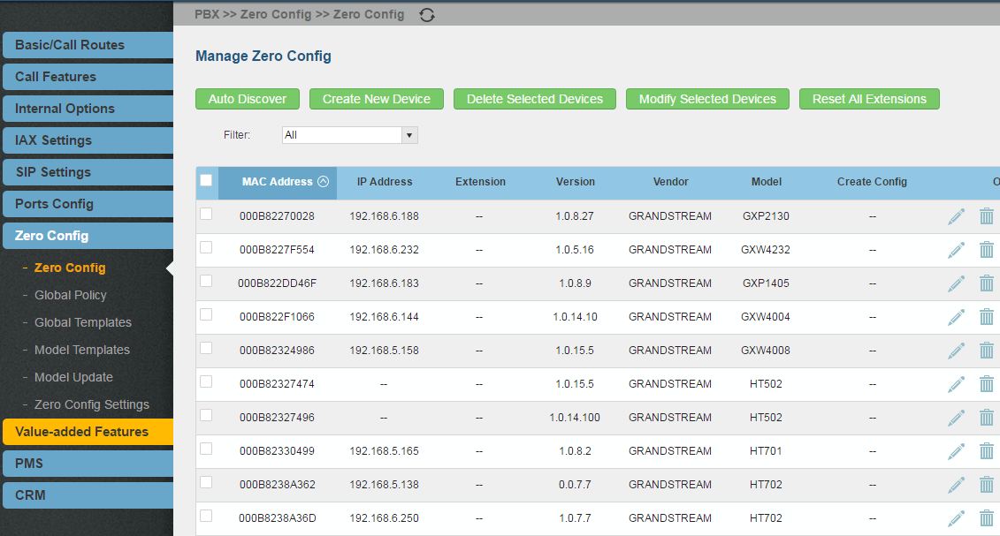 PBX >> Zero Config >> Zero Config
Basic/Call Routes
Call Features
Internal Options
IAX Settings
SIP Settings
Ports Config
Zero Config
- Zero Config
- Global Policy
- Global Templates
- Model Templates
- Model Update
- Zero Config Settings
Value-added Features
PMS
CRM
Manage Zero Config
Auto Discover Create New Device Delete Selected Devices Modify Selected Devices Reset All Extensions
Filter: All
MAC Address IP Address Extension Version Vendor Model Create Config O
000B82270028 192.168.6.188 -- 1.0.8.27 GRANDSTREAM GXP2130 --
000B8227F554 192.168.6.232 -- 1.0.5.16 GRANDSTREAM GXW4232 --
000B822DD46F 192.168.6.183 -- 1.0.8.9 GRANDSTREAM GXP1405 --
000B822F1066 192.168.6.144 -- 1.0.14.10 GRANDSTREAM GXW4004 --
000B82324986 192.168.5.158 -- 1.0.15.5 GRANDSTREAM GXW4008 --
000B82327474 -- -- 1.0.15.5 GRANDSTREAM HT502 --
000B82327496 -- -- 1.0.14.100 GRANDSTREAM HT502 --
000B82330499 192.168.5.165 -- 1.0.8.2 GRANDSTREAM HT701 --
000B8238A362 192.168.5.138 -- 0.0.7.7 GRANDSTREAM HT702 --
000B8238A36D 192.168.6.250 -- 1.0.7.7 GRANDSTREAM HT702 --